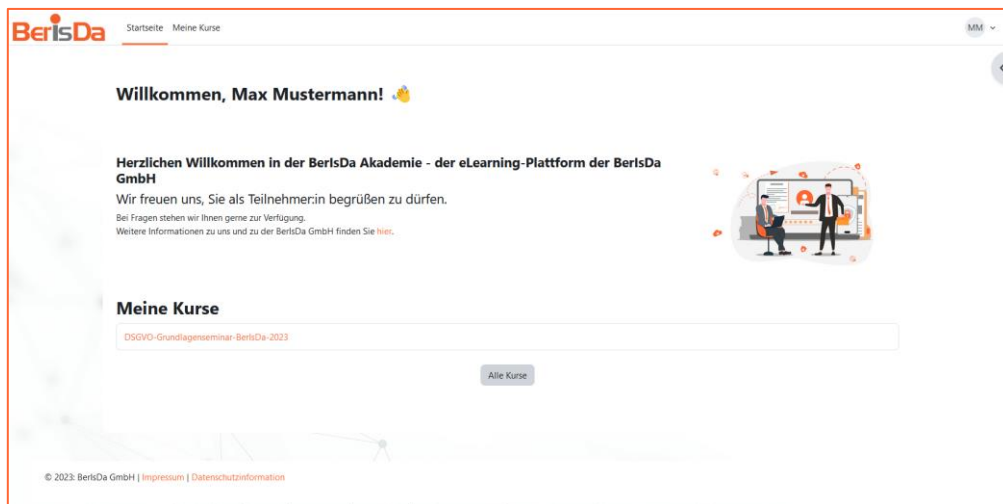 BerIsDa
Startseite Meine Kurse
MM
Willkommen, Max Mustermann! 👋
Herzlichen Willkommen in der BerIsDa Akademie - der eLearning-Plattform der BerIsDa
GmbH
Wir freuen uns, Sie als Teilnehmer:in begrüßen zu dürfen.
Bei Fragen stehen wir Ihnen gerne zur Verfügung.
Weitere Informationen zu uns und zu der BerIsDa GmbH finden Sie hier.
Meine Kurse
DSGVO-Grundlagenseminar-BerIsDa-2023
Alle Kurse
© 2023: BerIsDa GmbH | Impressum | Datenschutzinformation